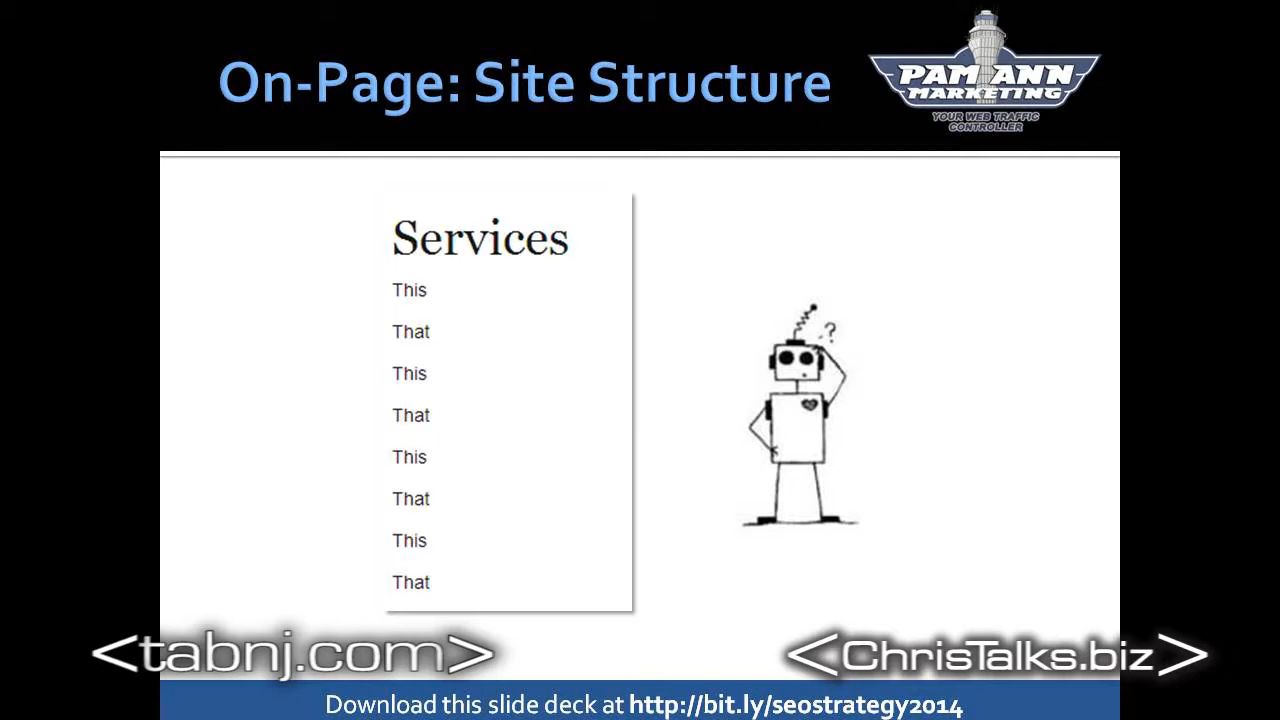 On-Page: Site Structure
PAM ANN
MARKETING
YOUR WEB TRAFFIC
CONTROLLER
Services
This
That
This
That
This
That
This
That
?
<tabnj.com>
<ChrisTalks.biz>
Download this slide deck at http://bit.ly/seostrategy2014